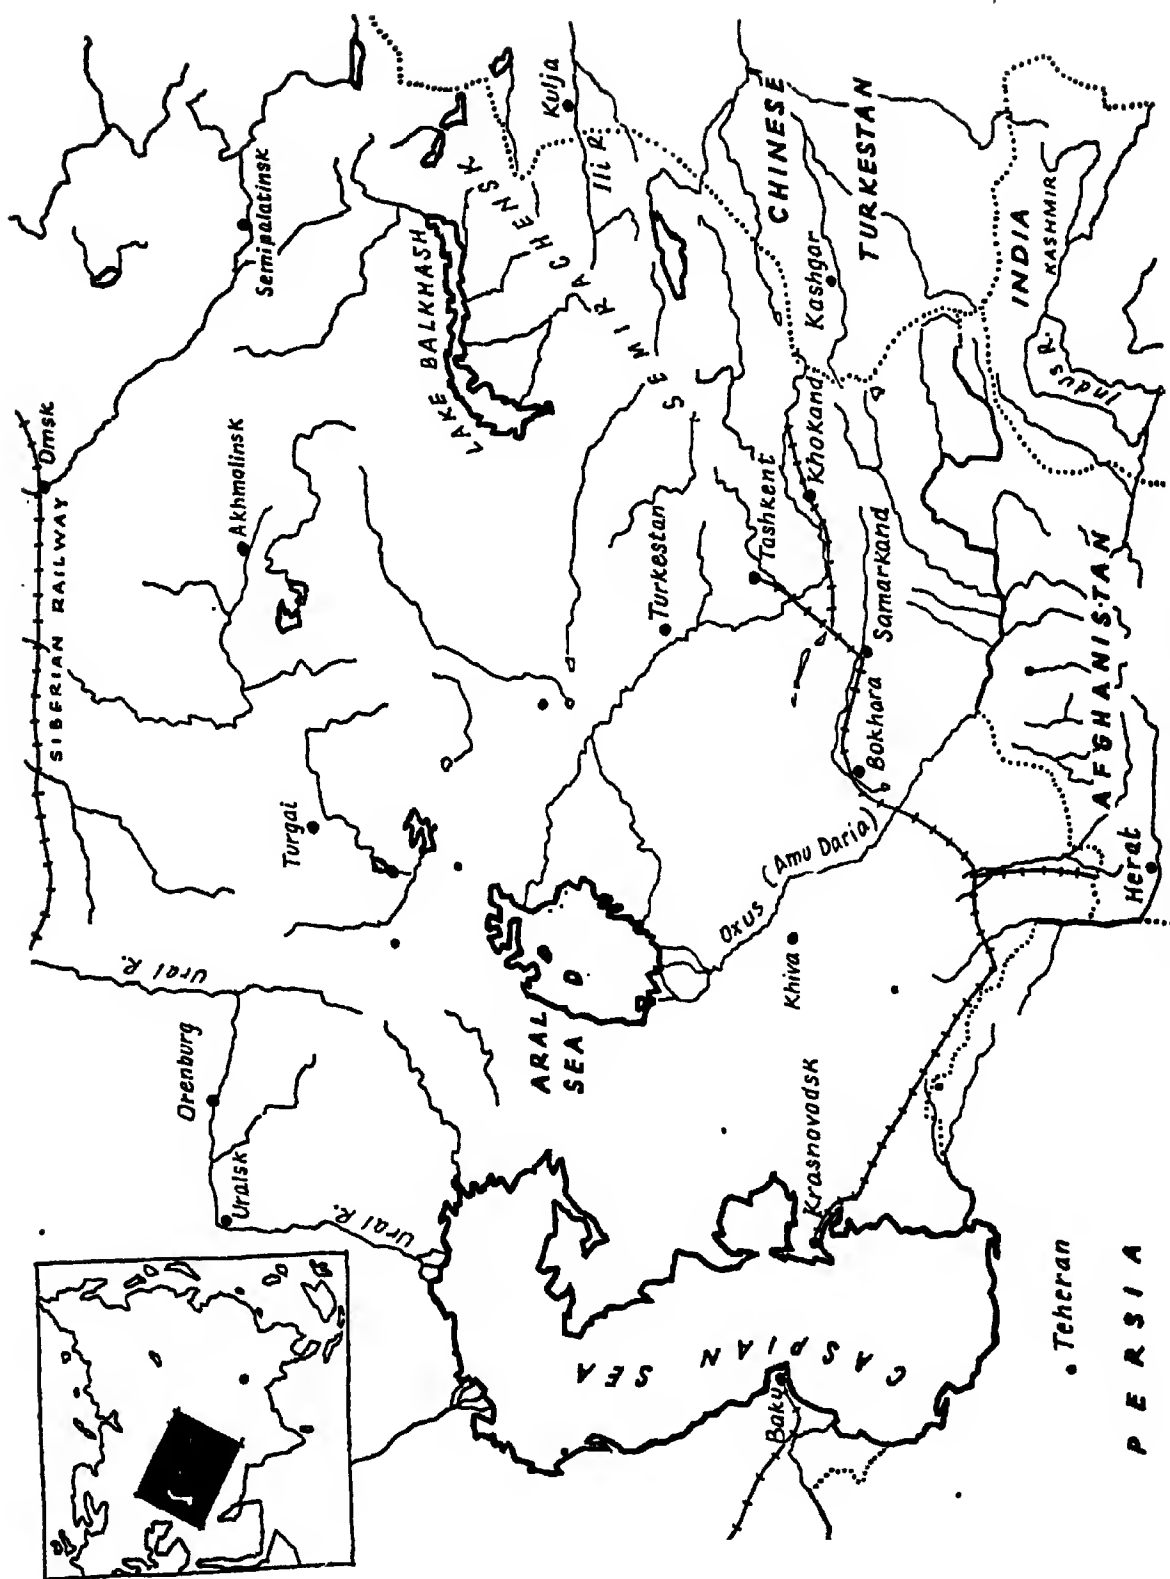 SIBERIAN RAILWAY
Omsk
Semipalatinsk
Akhmolinsk
Turgai
Ural R.
Orenburg
Uralsk
Ural R.
LAKE BALKHASH
SEMIRACHENSK
Kulja
Ili R.
CHINESE
TURKESTAN
Kashgar
Khokand
Tashkent
Turkestan
Samarkand
Bokhara
ARAL
SEA
Oxus (Amu Daria)
Khiva
Krasnovodsk
CASPIAN
SEA
Baku
INDIA
KASHMIR
Indus R.
AFGHANISTAN
Herat
Teheran
PERSIA